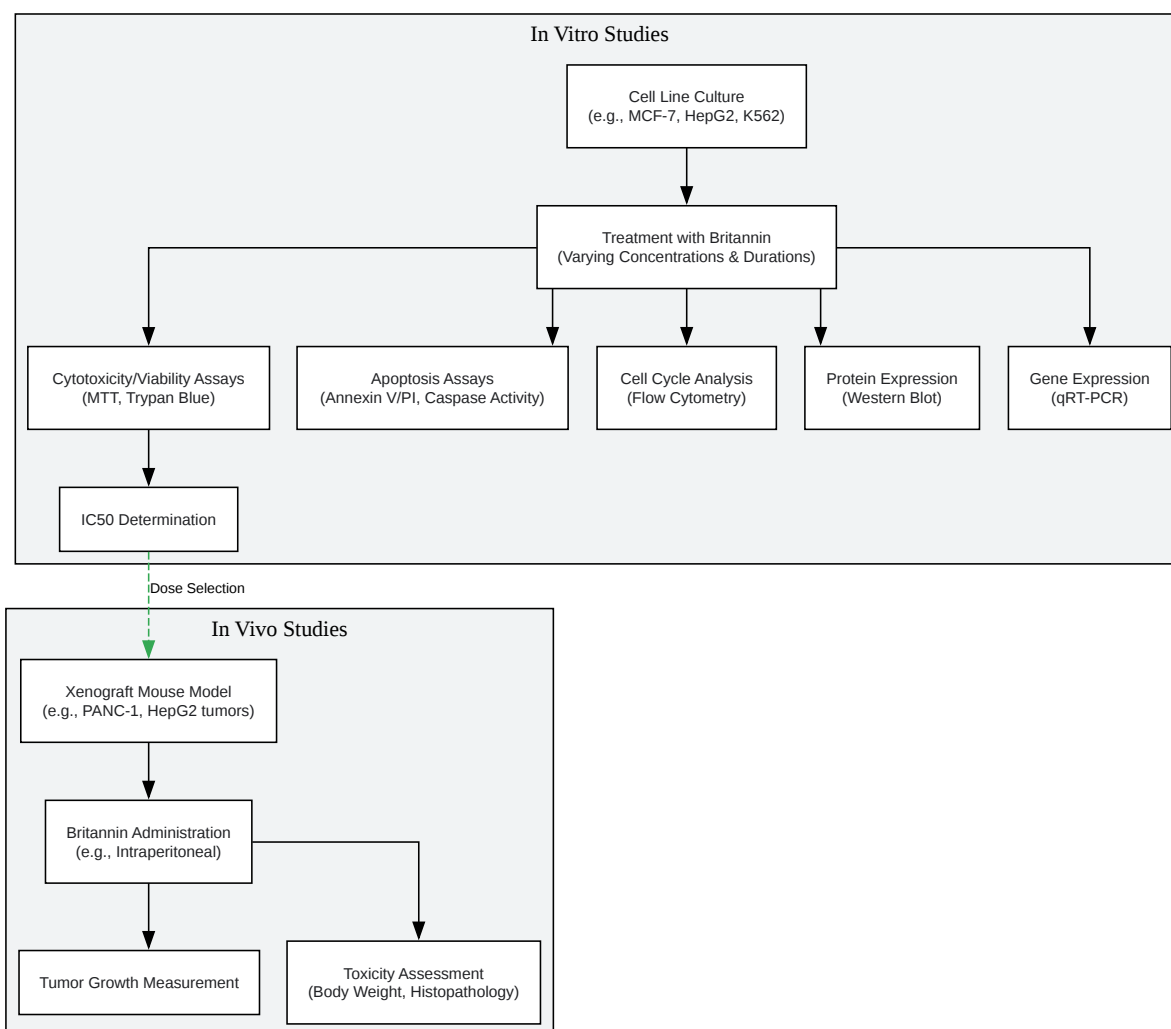 In Vitro Studies
Cell Line Culture
(e.g., MCF-7, HepG2, K562)
Treatment with Britannin
(Varying Concentrations & Durations)
Cytotoxicity/Viability Assays
(MTT, Trypan Blue)
Apoptosis Assays
(Annexin V/PI, Caspase Activity)
Cell Cycle Analysis
(Flow Cytometry)
Protein Expression
(Western Blot)
Gene Expression
(qRT-PCR)
IC50 Determination
Dose Selection
In Vivo Studies
Xenograft Mouse Model
(e.g., PANC-1, HepG2 tumors)
Britannin Administration
(e.g., Intraperitoneal)
Tumor Growth Measurement
Toxicity Assessment
(Body Weight, Histopathology)